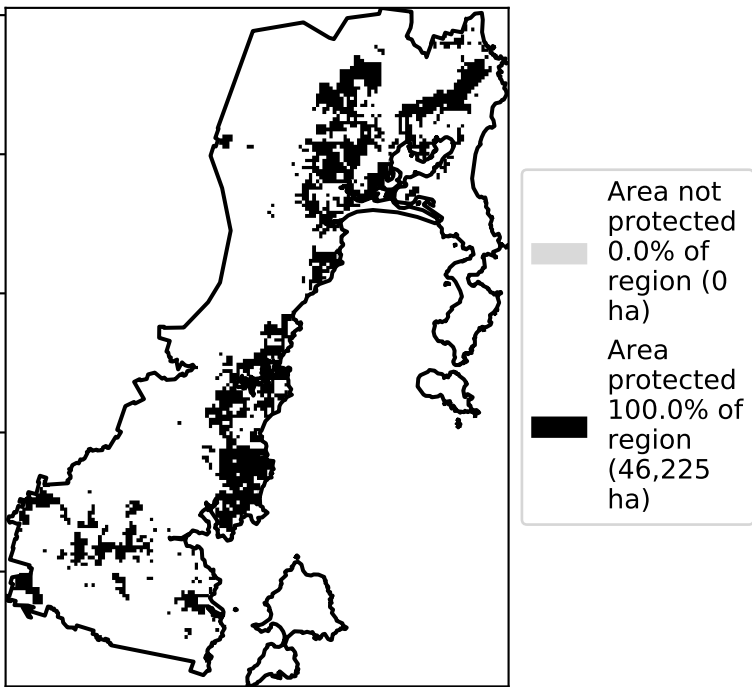 Area not
protected
0.0% of
region (0
ha)
Area
protected
100.0% of
region
(46,225
ha)